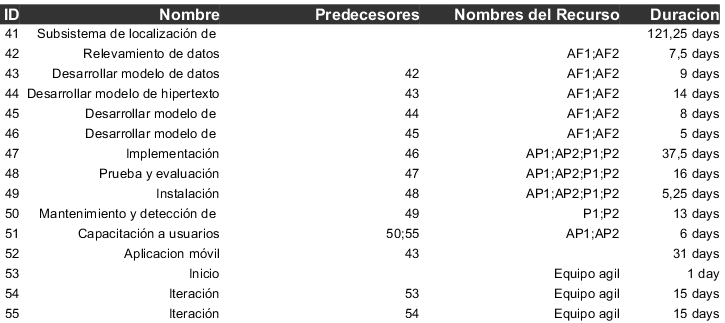 ID Nombre Predecesores Nombres del Recurso Duracion
41 Subsistema de localización de 121,25 days
42 Relevamiento de datos AF1;AF2 7,5 days
43 Desarrollar modelo de datos 42 AF1;AF2 9 days
44 Desarrollar modelo de hipertexto 43 AF1;AF2 14 days
45 Desarrollar modelo de 44 AF1;AF2 8 days
46 Desarrollar modelo de 45 AF1;AF2 5 days
47 Implementación 46 AP1;AP2;P1;P2 37,5 days
48 Prueba y evaluación 47 AP1;AP2;P1;P2 16 days
49 Instalación 48 AP1;AP2;P1;P2 5,25 days
50 Mantenimiento y detección de 49 P1;P2 13 days
51 Capacitación a usuarios 50;55 AP1;AP2 6 days
52 Aplicacion móvil 43 31 days
53 Inicio Equipo agil 1 day
54 Iteración 53 Equipo agil 15 days
55 Iteración 54 Equipo agil 15 days